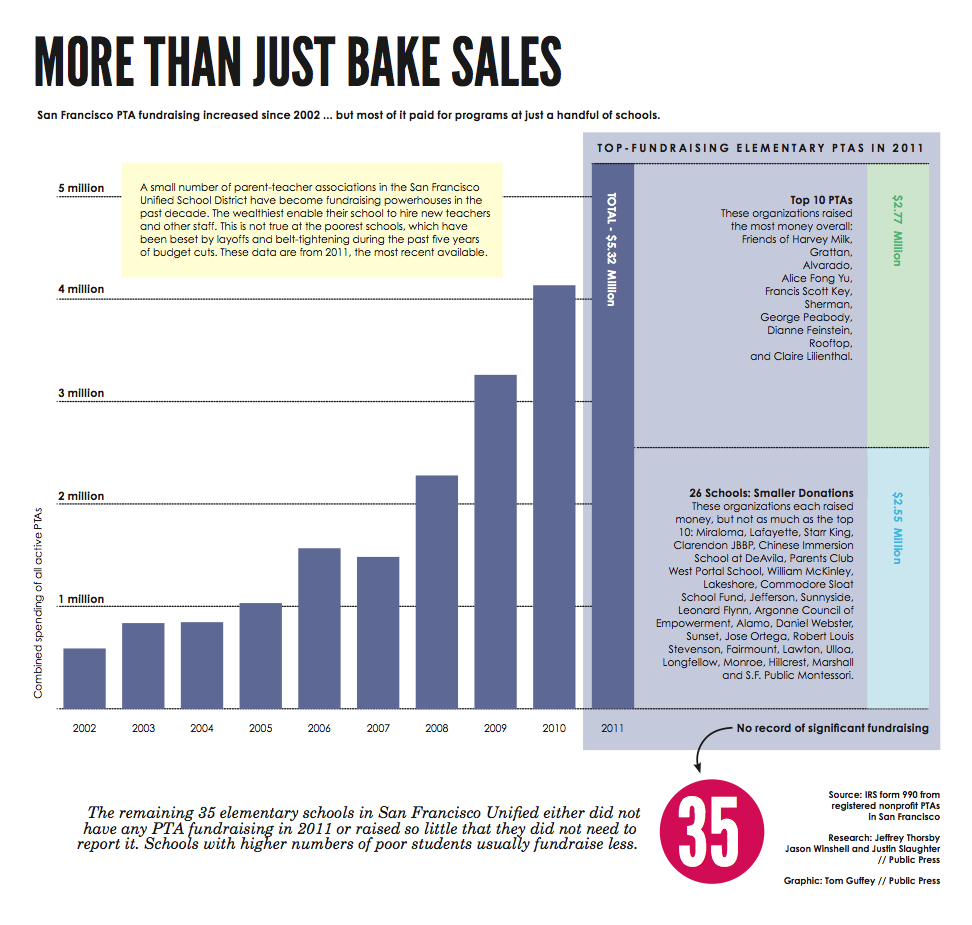 MORE THAN JUST BAKE SALES
San Francisco PTA fundraising increased since 2002 ... but most of it paid for programs at just a handful of schools.
TOP-FUNDRAISING ELEMENTARY PTAS IN 2011
A small number of parent-teacher associations in the San Francisco
Unified School District have become fundraising powerhouses in the
past decade. The wealthiest enable their school to hire new teachers
and other staff. This is not true at the poorest schools, which have
been beset by layoffs and belt-tightening during the past five years
of budget cuts. These data are from 2011, the most recent available.
5 million
4 million
3 million
2 million
1 million
Combined spending of all active PTAs
TOTAL - $5.32 Million
Top 10 PTAs
These organizations raised
the most money overall:
Friends of Harvey Milk,
Grattan,
Alvarado,
Alice Fong Yu,
Francis Scott Key,
Sherman,
George Peabody,
Dianne Feinstein,
Rooftop,
and Claire Lilienthal.
$2.77 Million
26 Schools: Smaller Donations
These organizations each raised
money, but not as much as the top
10: Miraloma, Lafayette, Starr King,
Clarendon JBBP, Chinese Immersion
School at DeAvila, Parents Club
West Portal School, William McKinley,
Lakeshore, Commodore Sloat
School Fund, Jefferson, Sunnyside,
Leonard Flynn, Argonne Council of
Empowerment, Alamo, Daniel Webster,
Sunset, Jose Ortega, Robert Louis
Stevenson, Fairmount, Lawton, Ulloa,
Longfellow, Monroe, Hillcrest, Marshall
and S.F. Public Montessori.
$2.55 Million
2002
2003
2004
2005
2006
2007
2008
2009
2010
2011
No record of significant fundraising
The remaining 35 elementary schools in San Francisco Unified either did not
have any PTA fundraising in 2011 or raised so little that they did not need to
report it. Schools with higher numbers of poor students usually fundraise less.
35
Source: IRS form 990 from
registered nonprofit PTAs
in San Francisco
Research: Jeffrey Thorsby
Jason Winshell and Justin Slaughter
// Public Press
Graphic: Tom Guffey // Public Press